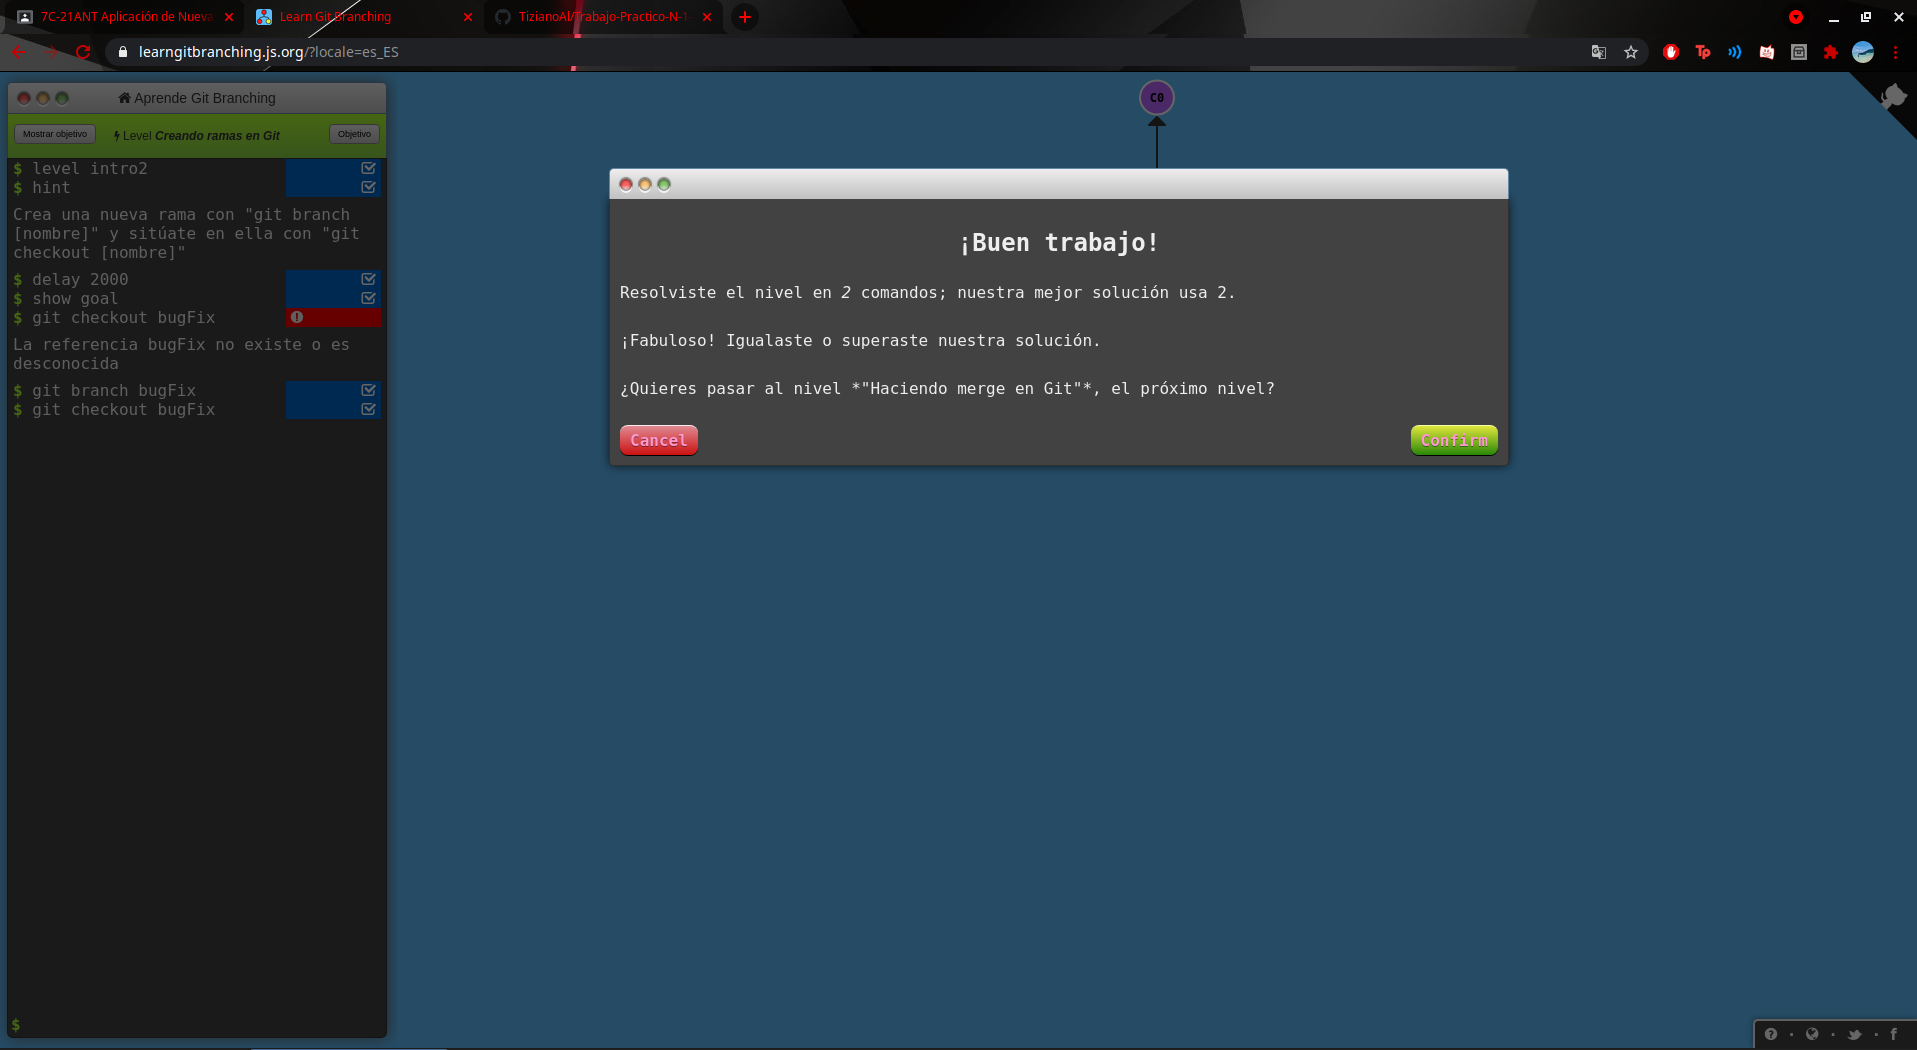 7C-21ANT Aplicación de Nueva
Learn Git Branching
TizianoAl/Trabajo-Practico-N-1
learngitbranching.js.org/?locale=es_ES
Aprende Git Branching
Mostrar objetivo
Level Creando ramas en Git
Objetivo
$ level intro2
$ hint
Crea una nueva rama con "git branch
[nombre]" y sitúate en ella con "git
checkout [nombre]"
$ delay 2000
$ show goal
$ git checkout bugFix
La referencia bugFix no existe o es
desconocida
$ git branch bugFix
$ git checkout bugFix
$
C0
¡Buen trabajo!
Resolviste el nivel en 2 comandos; nuestra mejor solución usa 2.
¡Fabuloso! Igualaste o superaste nuestra solución.
¿Quieres pasar al nivel *"Haciendo merge en Git"*, el próximo nivel?
Cancel
Confirm